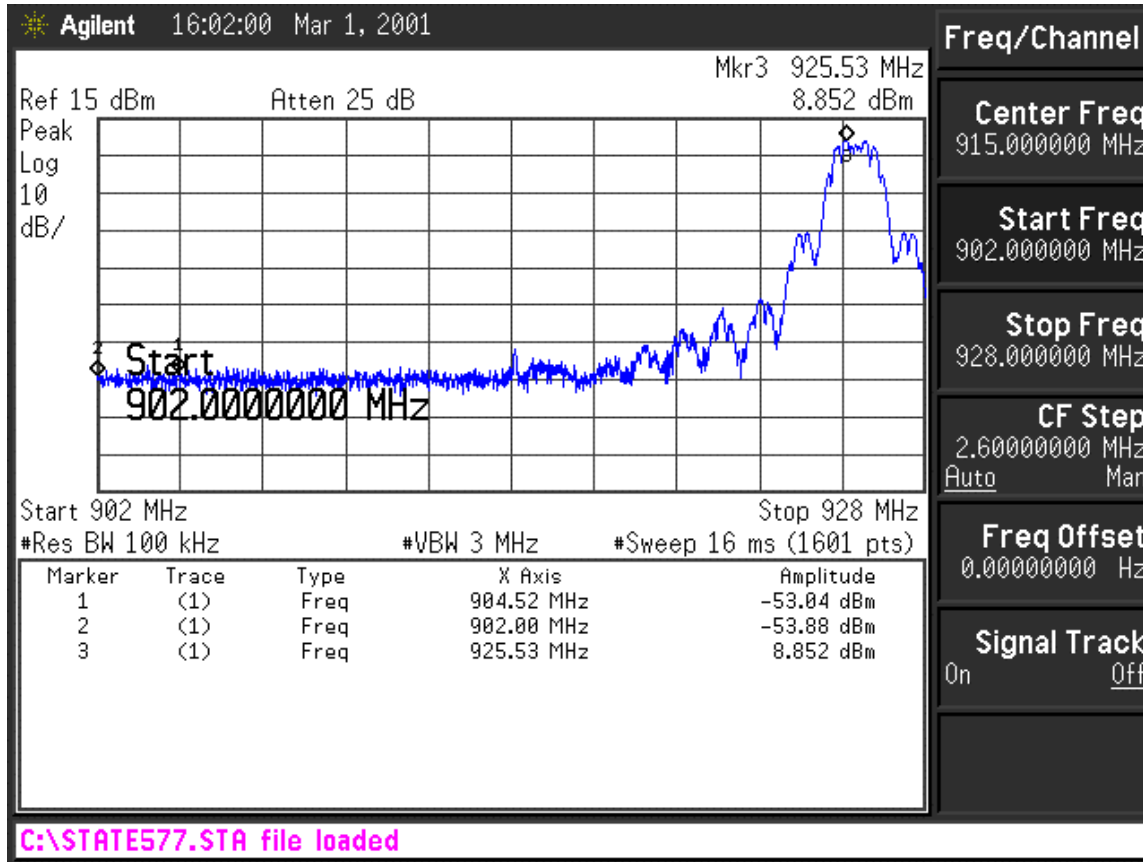 Agilent 16:02:00 Mar 1, 2001
Mkr3 925.53 MHz
Ref 15 dBm Atten 25 dB 8.852 dBm
Peak
Log
10
dB/
3
2
1
Start
902.0000000 MHz
Start 902 MHz Stop 928 MHz
#Res BW 100 kHz #VBW 3 MHz #Sweep 16 ms (1601 pts)
Marker Trace Type X Axis Amplitude
1 (1) Freq 904.52 MHz -53.04 dBm
2 (1) Freq 902.00 MHz -53.88 dBm
3 (1) Freq 925.53 MHz 8.852 dBm
Freq/Channel
Center Freq
915.000000 MHz
Start Freq
902.000000 MHz
Stop Freq
928.000000 MHz
CF Step
2.60000000 MHz
Auto Man
Freq Offset
0.00000000 Hz
Signal Track
On Off
C:\STATE577.STA file loaded